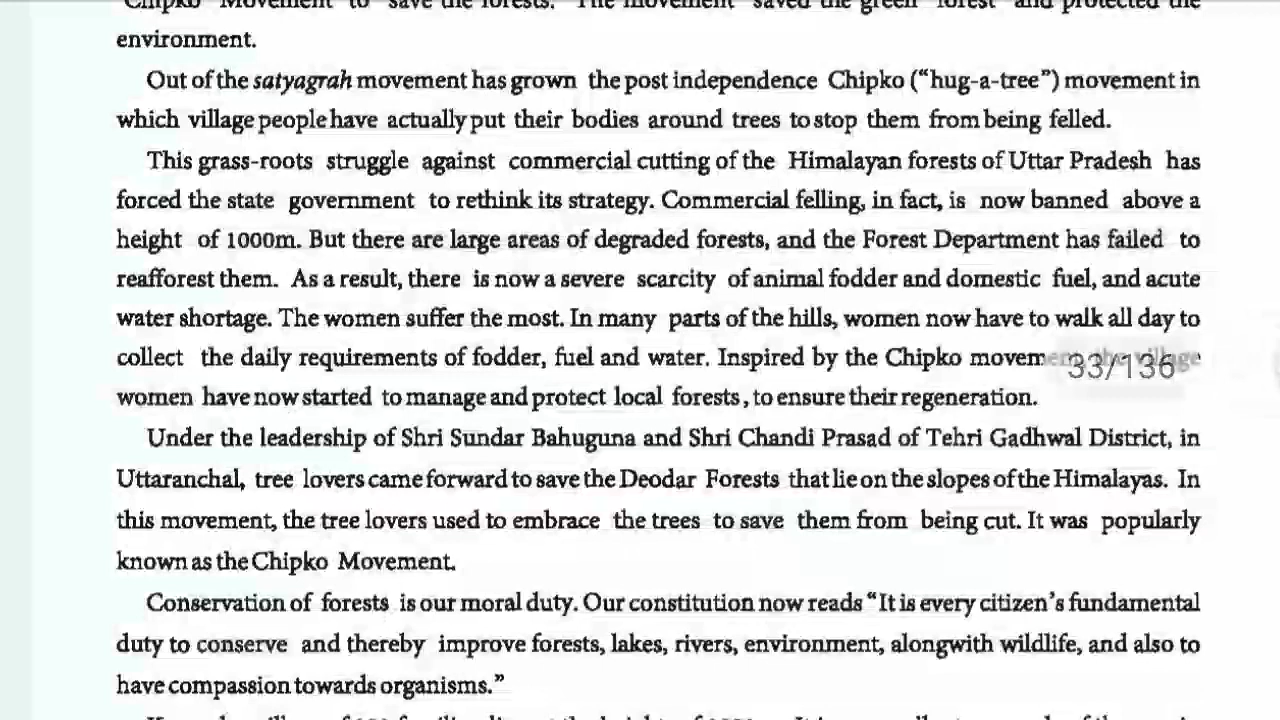 "Chipko Movement to save the forests. The movement saved the green forest and protected the
environment.
Out of the satyagrah movement has grown the post independence Chipko (“hug-a-tree”) movement in
which village people have actually put their bodies around trees to stop them from being felled.
This grass-roots struggle against commercial cutting of the Himalayan forests of Uttar Pradesh has
forced the state government to rethink its strategy. Commercial felling, in fact, is now banned above a
height of 1000m. But there are large areas of degraded forests, and the Forest Department has failed to
reafforest them. As a result, there is now a severe scarcity of animal fodder and domestic fuel, and acute
water shortage. The women suffer the most. In many parts of the hills, women now have to walk all day to
collect the daily requirements of fodder, fuel and water. Inspired by the Chipko movement the village
33/136
women have now started to manage and protect local forests, to ensure their regeneration.
Under the leadership of Shri Sundar Bahuguna and Shri Chandi Prasad of Tehri Gadhwal District, in
Uttaranchal, tree lovers came forward to save the Deodar Forests that lie on the slopes of the Himalayas. In
this movement, the tree lovers used to embrace the trees to save them from being cut. It was popularly
known as the Chipko Movement.
Conservation of forests is our moral duty. Our constitution now reads “It is every citizen’s fundamental
duty to conserve and thereby improve forests, lakes, rivers, environment, alongwith wildlife, and also to
have compassion towards organisms.”